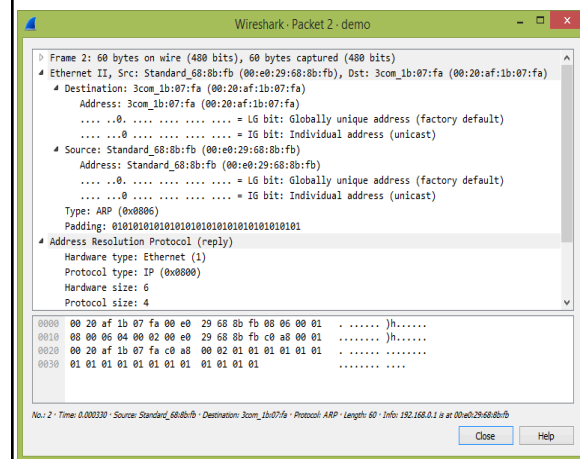 Wireshark · Packet 2 · demo
Frame 2: 60 bytes on wire (480 bits), 60 bytes captured (480 bits)
Ethernet II, Src: Standard_68:8b:fb (00:e0:29:68:8b:fb), Dst: 3com_1b:07:fa (00:20:af:1b:07:fa)
Destination: 3com_1b:07:fa (00:20:af:1b:07:fa)
Address: 3com_1b:07:fa (00:20:af:1b:07:fa)
.... ..0. .... .... .... .... = LG bit: Globally unique address (factory default)
.... ...0 .... .... .... .... = IG bit: Individual address (unicast)
Source: Standard_68:8b:fb (00:e0:29:68:8b:fb)
Address: Standard_68:8b:fb (00:e0:29:68:8b:fb)
.... ..0. .... .... .... .... = LG bit: Globally unique address (factory default)
.... ...0 .... .... .... .... = IG bit: Individual address (unicast)
Type: ARP (0x0806)
Padding: 010101010101010101010101010101010101
Address Resolution Protocol (reply)
Hardware type: Ethernet (1)
Protocol type: IP (0x0800)
Hardware size: 6
Protocol size: 4
0000 00 20 af 1b 07 fa 00 e0 29 68 8b fb 08 06 00 01 . ...... )h......
0010 08 00 06 04 00 02 00 e0 29 68 8b fb c0 a8 00 01 ........ )h......
0020 00 20 af 1b 07 fa c0 a8 00 02 01 01 01 01 01 01 . ...... ........
0030 01 01 01 01 01 01 01 01 01 01 01 01 ........ ....
No.: 2 · Time: 0.000330 · Source: Standard_68:8b:fb · Destination: 3com_1b:07:fa · Protocol: ARP · Length: 60 · Info: 192.168.0.1 is at 00:e0:29:68:8b:fb
Close Help